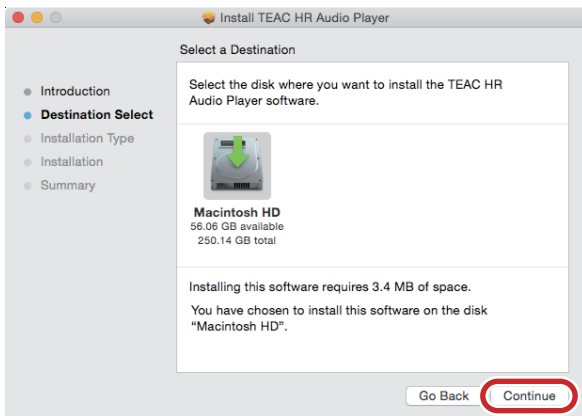 Install TEAC HR Audio Player
Select a Destination
Introduction
Destination Select
Installation Type
Installation
Summary
Select the disk where you want to install the TEAC HR
Audio Player software.
Macintosh HD
56.06 GB available
250.14 GB total
Installing this software requires 3.4 MB of space.
You have chosen to install this software on the disk
“Macintosh HD”.
Go Back
Continue